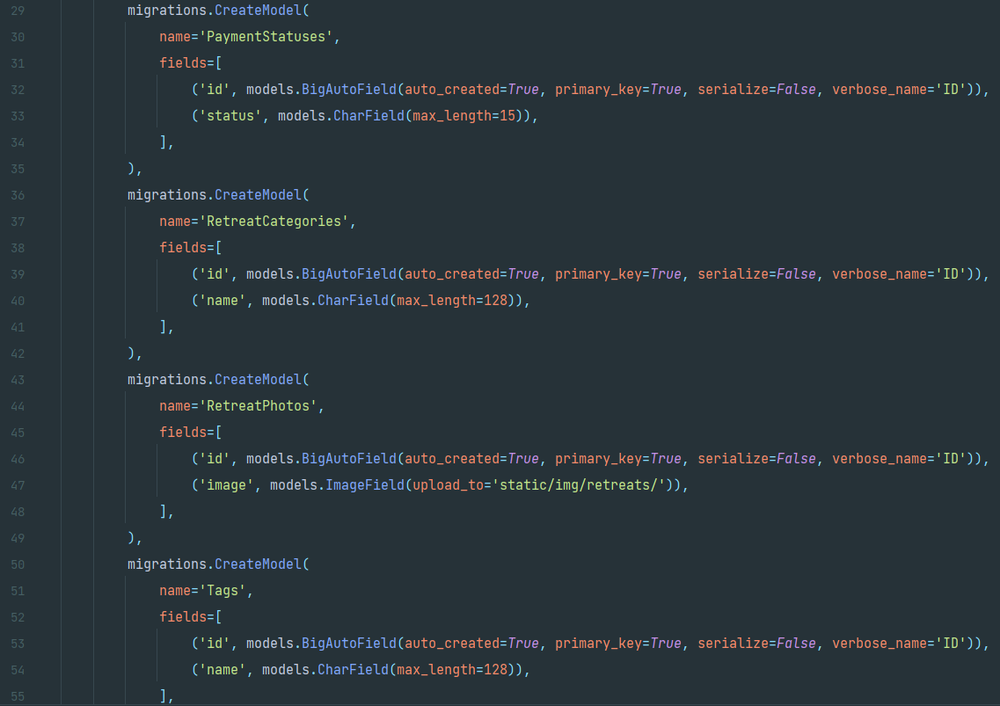 29 migrations.CreateModel(
30 name='PaymentStatuses',
31 fields=[
32 ('id', models.BigAutoField(auto_created=True, primary_key=True, serialize=False, verbose_name='ID')),
33 ('status', models.CharField(max_length=15)),
34 ],
35 ),
36 migrations.CreateModel(
37 name='RetreatCategories',
38 fields=[
39 ('id', models.BigAutoField(auto_created=True, primary_key=True, serialize=False, verbose_name='ID')),
40 ('name', models.CharField(max_length=128)),
41 ],
42 ),
43 migrations.CreateModel(
44 name='RetreatPhotos',
45 fields=[
46 ('id', models.BigAutoField(auto_created=True, primary_key=True, serialize=False, verbose_name='ID')),
47 ('image', models.ImageField(upload_to='static/img/retreats/')),
48 ],
49 ),
50 migrations.CreateModel(
51 name='Tags',
52 fields=[
53 ('id', models.BigAutoField(auto_created=True, primary_key=True, serialize=False, verbose_name='ID')),
54 ('name', models.CharField(max_length=128)),
55 ],